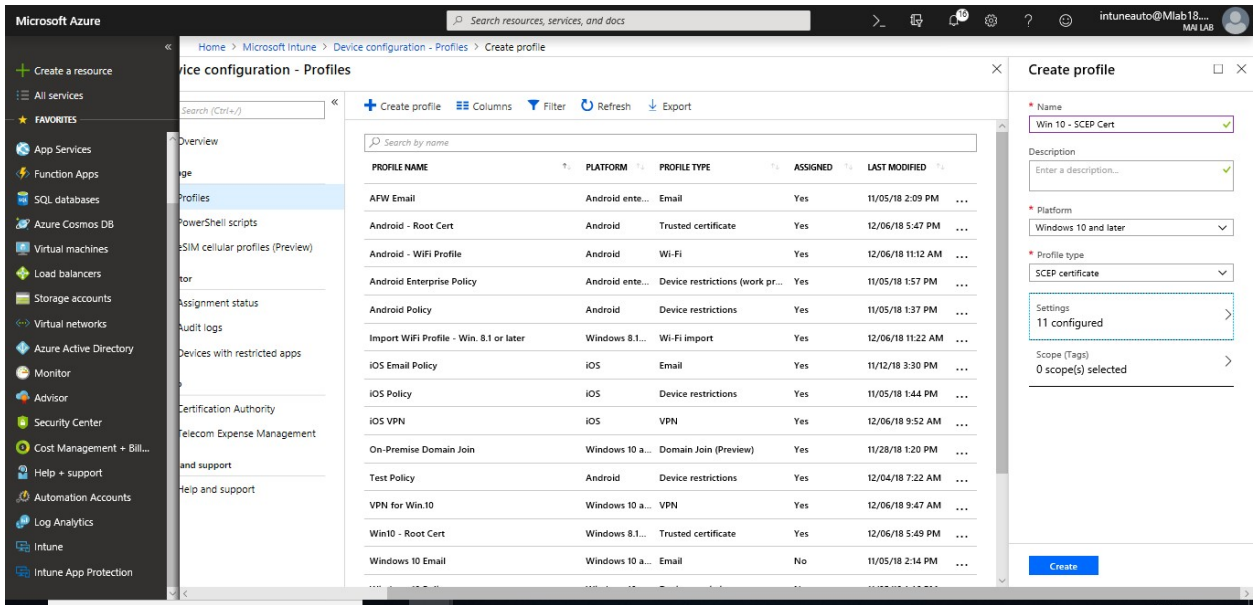 Microsoft Azure
Search resources, services, and docs
16
intuneauto@Mlab18....
MAI LAB
Home > Microsoft Intune > Device configuration - Profiles > Create profile
Create a resource
All services
FAVORITES
App Services
Function Apps
SQL databases
Azure Cosmos DB
Virtual machines
Load balancers
Storage accounts
Virtual networks
Azure Active Directory
Monitor
Advisor
Security Center
Cost Management + Bill...
Help + support
Automation Accounts
Log Analytics
Intune
Intune App Protection
vice configuration - Profiles
Search (Ctrl+/)
Overview
age
Profiles
PowerShell scripts
eSIM cellular profiles (Preview)
tor
Assignment status
Audit logs
Devices with restricted apps
Certification Authority
Telecom Expense Management
and support
Help and support
Create profile Columns Filter Refresh Export
Search by name
PROFILE NAME PLATFORM PROFILE TYPE ASSIGNED LAST MODIFIED
AFW Email Android ente... Email Yes 11/05/18 2:09 PM ...
Android - Root Cert Android Trusted certificate Yes 12/06/18 5:47 PM ...
Android - WiFi Profile Android Wi-Fi Yes 12/06/18 11:12 AM ...
Android Enterprise Policy Android ente... Device restrictions (work pr... Yes 11/05/18 1:57 PM ...
Android Policy Android Device restrictions Yes 11/05/18 1:37 PM ...
Import WiFi Profile - Win. 8.1 or later Windows 8.1... Wi-Fi import Yes 12/06/18 11:22 AM ...
iOS Email Policy iOS Email Yes 11/12/18 3:30 PM ...
iOS Policy iOS Device restrictions Yes 11/05/18 1:44 PM ...
iOS VPN iOS VPN Yes 12/06/18 9:52 AM ...
On-Premise Domain Join Windows 10 a... Domain Join (Preview) Yes 11/28/18 1:20 PM ...
Test Policy Android Device restrictions Yes 12/04/18 7:22 AM ...
VPN for Win.10 Windows 10 a... VPN Yes 12/06/18 9:47 AM ...
Win10 - Root Cert Windows 8.1... Trusted certificate Yes 12/06/18 5:49 PM ...
Windows 10 Email Windows 10 a... Email No 11/05/18 2:14 PM ...
Create profile
* Name
Win 10 - SCEP Cert
Description
Enter a description...
* Platform
Windows 10 and later
* Profile type
SCEP certificate
Settings
11 configured
Scope (Tags)
0 scope(s) selected
Create